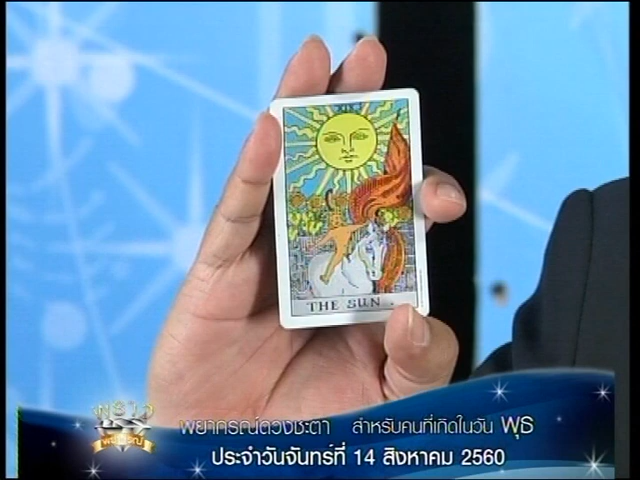 XIX
THE SUN.
พยากรณ์ดวงชะตา สำหรับคนที่เกิดในวัน พุธ
ประจำวันจันทร์ที่ 14 สิงหาคม 2560